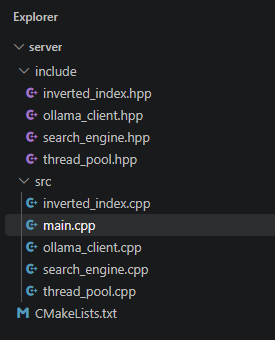 Explorer
server
include
inverted_index.hpp
ollama_client.hpp
search_engine.hpp
thread_pool.hpp
src
inverted_index.cpp
main.cpp
ollama_client.cpp
search_engine.cpp
thread_pool.cpp
CMakeLists.txt